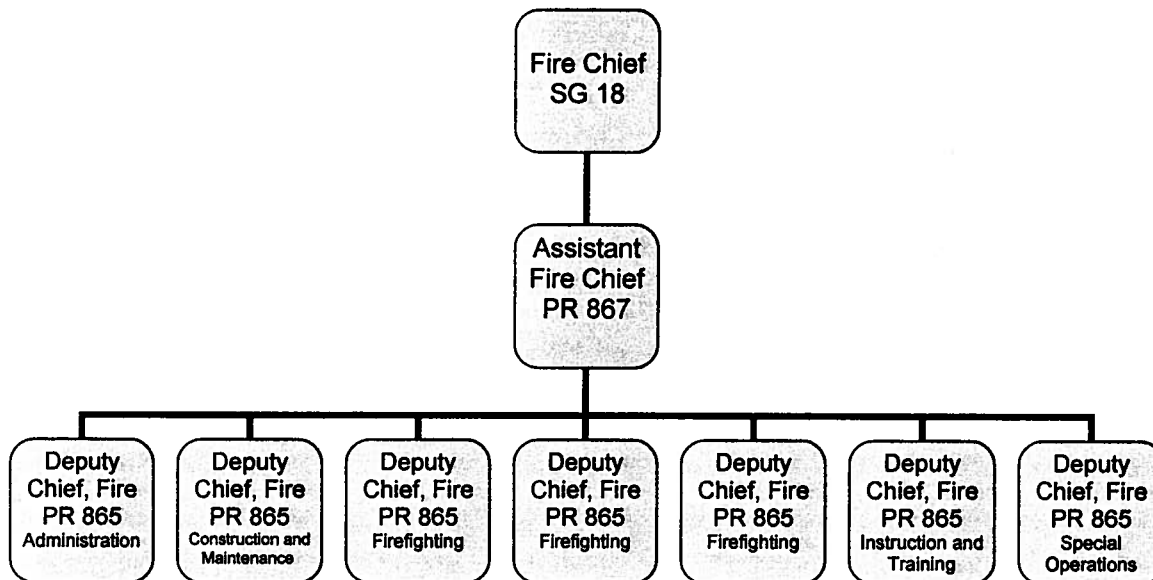 Fire Chief
SG 18
Assistant
Fire Chief
PR 867
Deputy
Chief, Fire
PR 865
Administration
Deputy
Chief, Fire
PR 865
Construction and
Maintenance
Deputy
Chief, Fire
PR 865
Firefighting
Deputy
Chief, Fire
PR 865
Firefighting
Deputy
Chief, Fire
PR 865
Firefighting
Deputy
Chief, Fire
PR 865
Instruction and
Training
Deputy
Chief, Fire
PR 865
Special
Operations